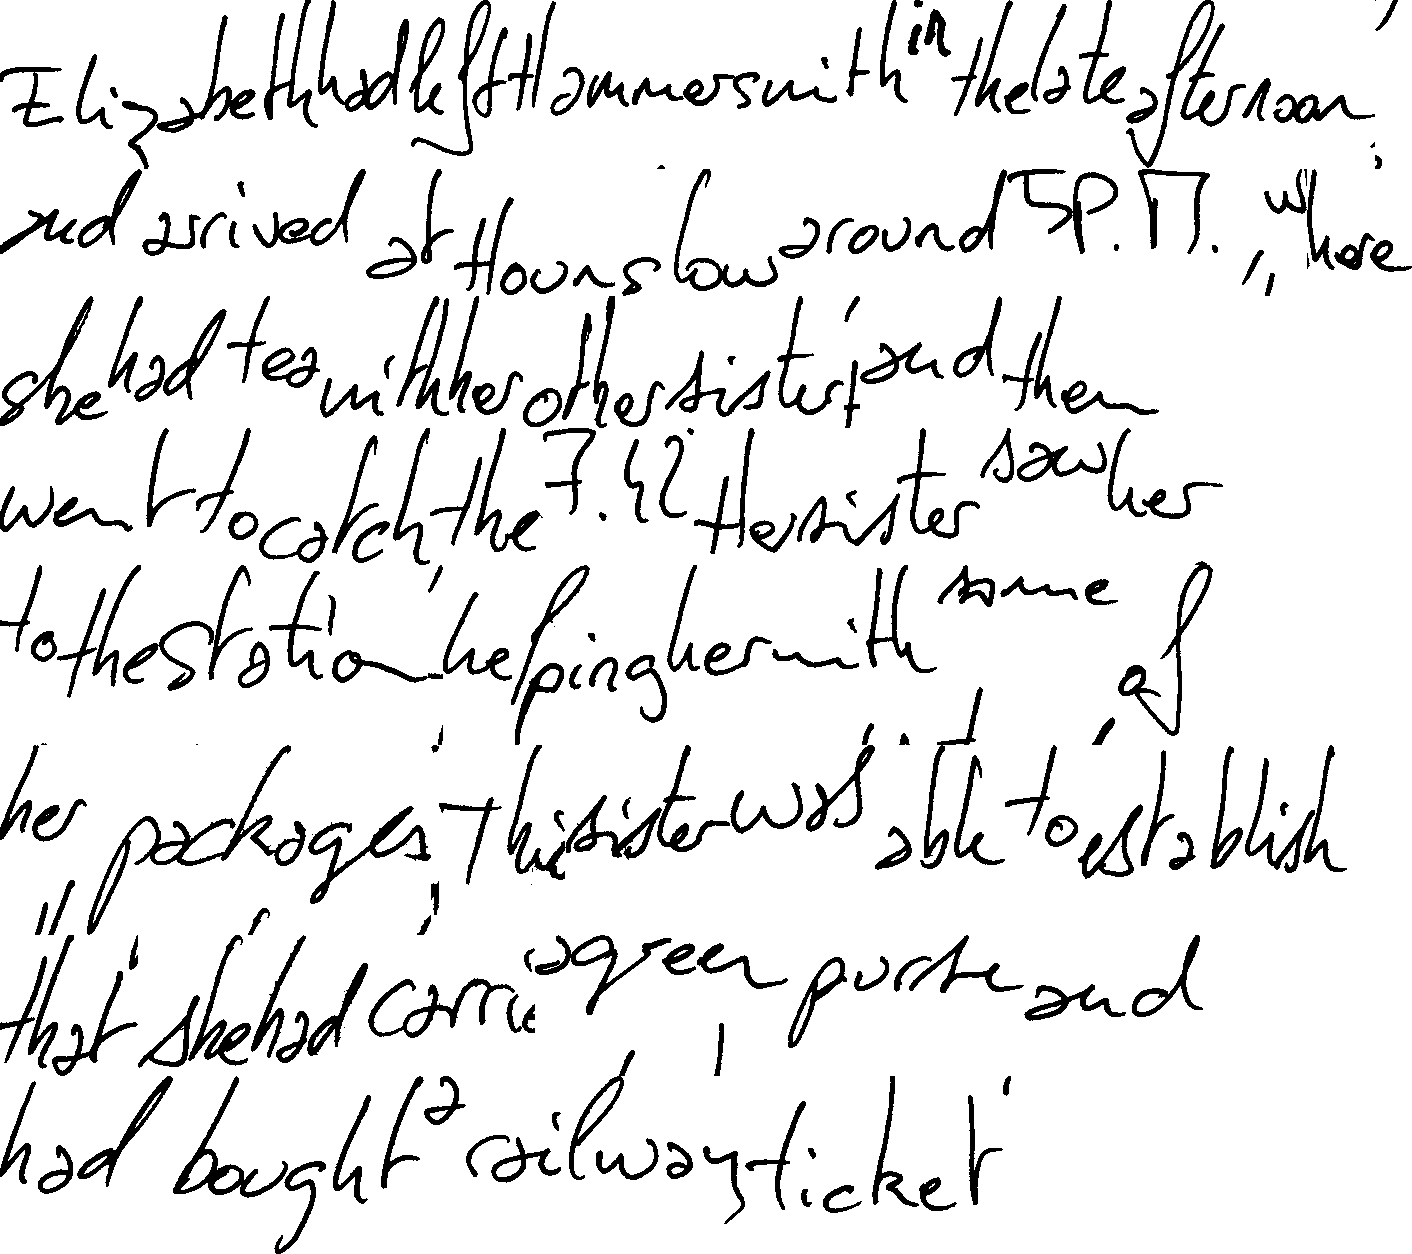 Elizabeth had left Hammersmith in the late afternoon
and arrived at Hounslow around 5P.M., where
she had tea with her other sister, and then
went to catch the 7.42 Her sister saw her
to the station helping her with some of
her packages, The sister was able to establish
that she had carrie a green purse and
had bought a railway ticket